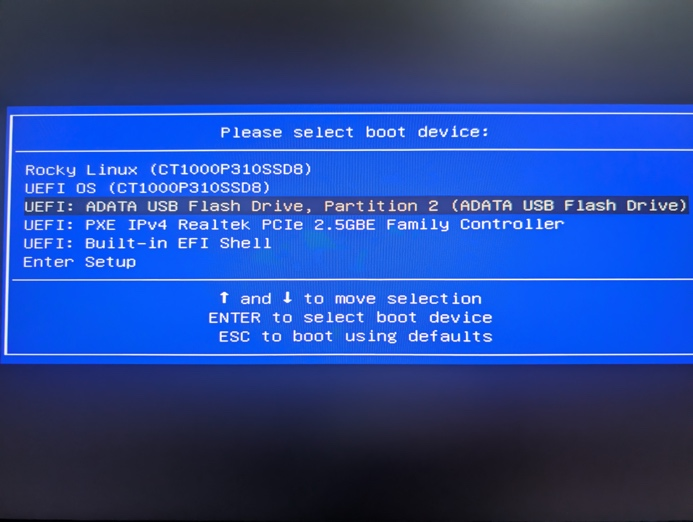 Please select boot device:
Rocky Linux (CT1000P310SSD8)
UEFI OS (CT1000P310SSD8)
UEFI: ADATA USB Flash Drive, Partition 2 (ADATA USB Flash Drive)
UEFI: PXE IPv4 Realtek PCIe 2.5GBE Family Controller
UEFI: Built-in EFI Shell
Enter Setup
↑ and ↓ to move selection
ENTER to select boot device
ESC to boot using defaults